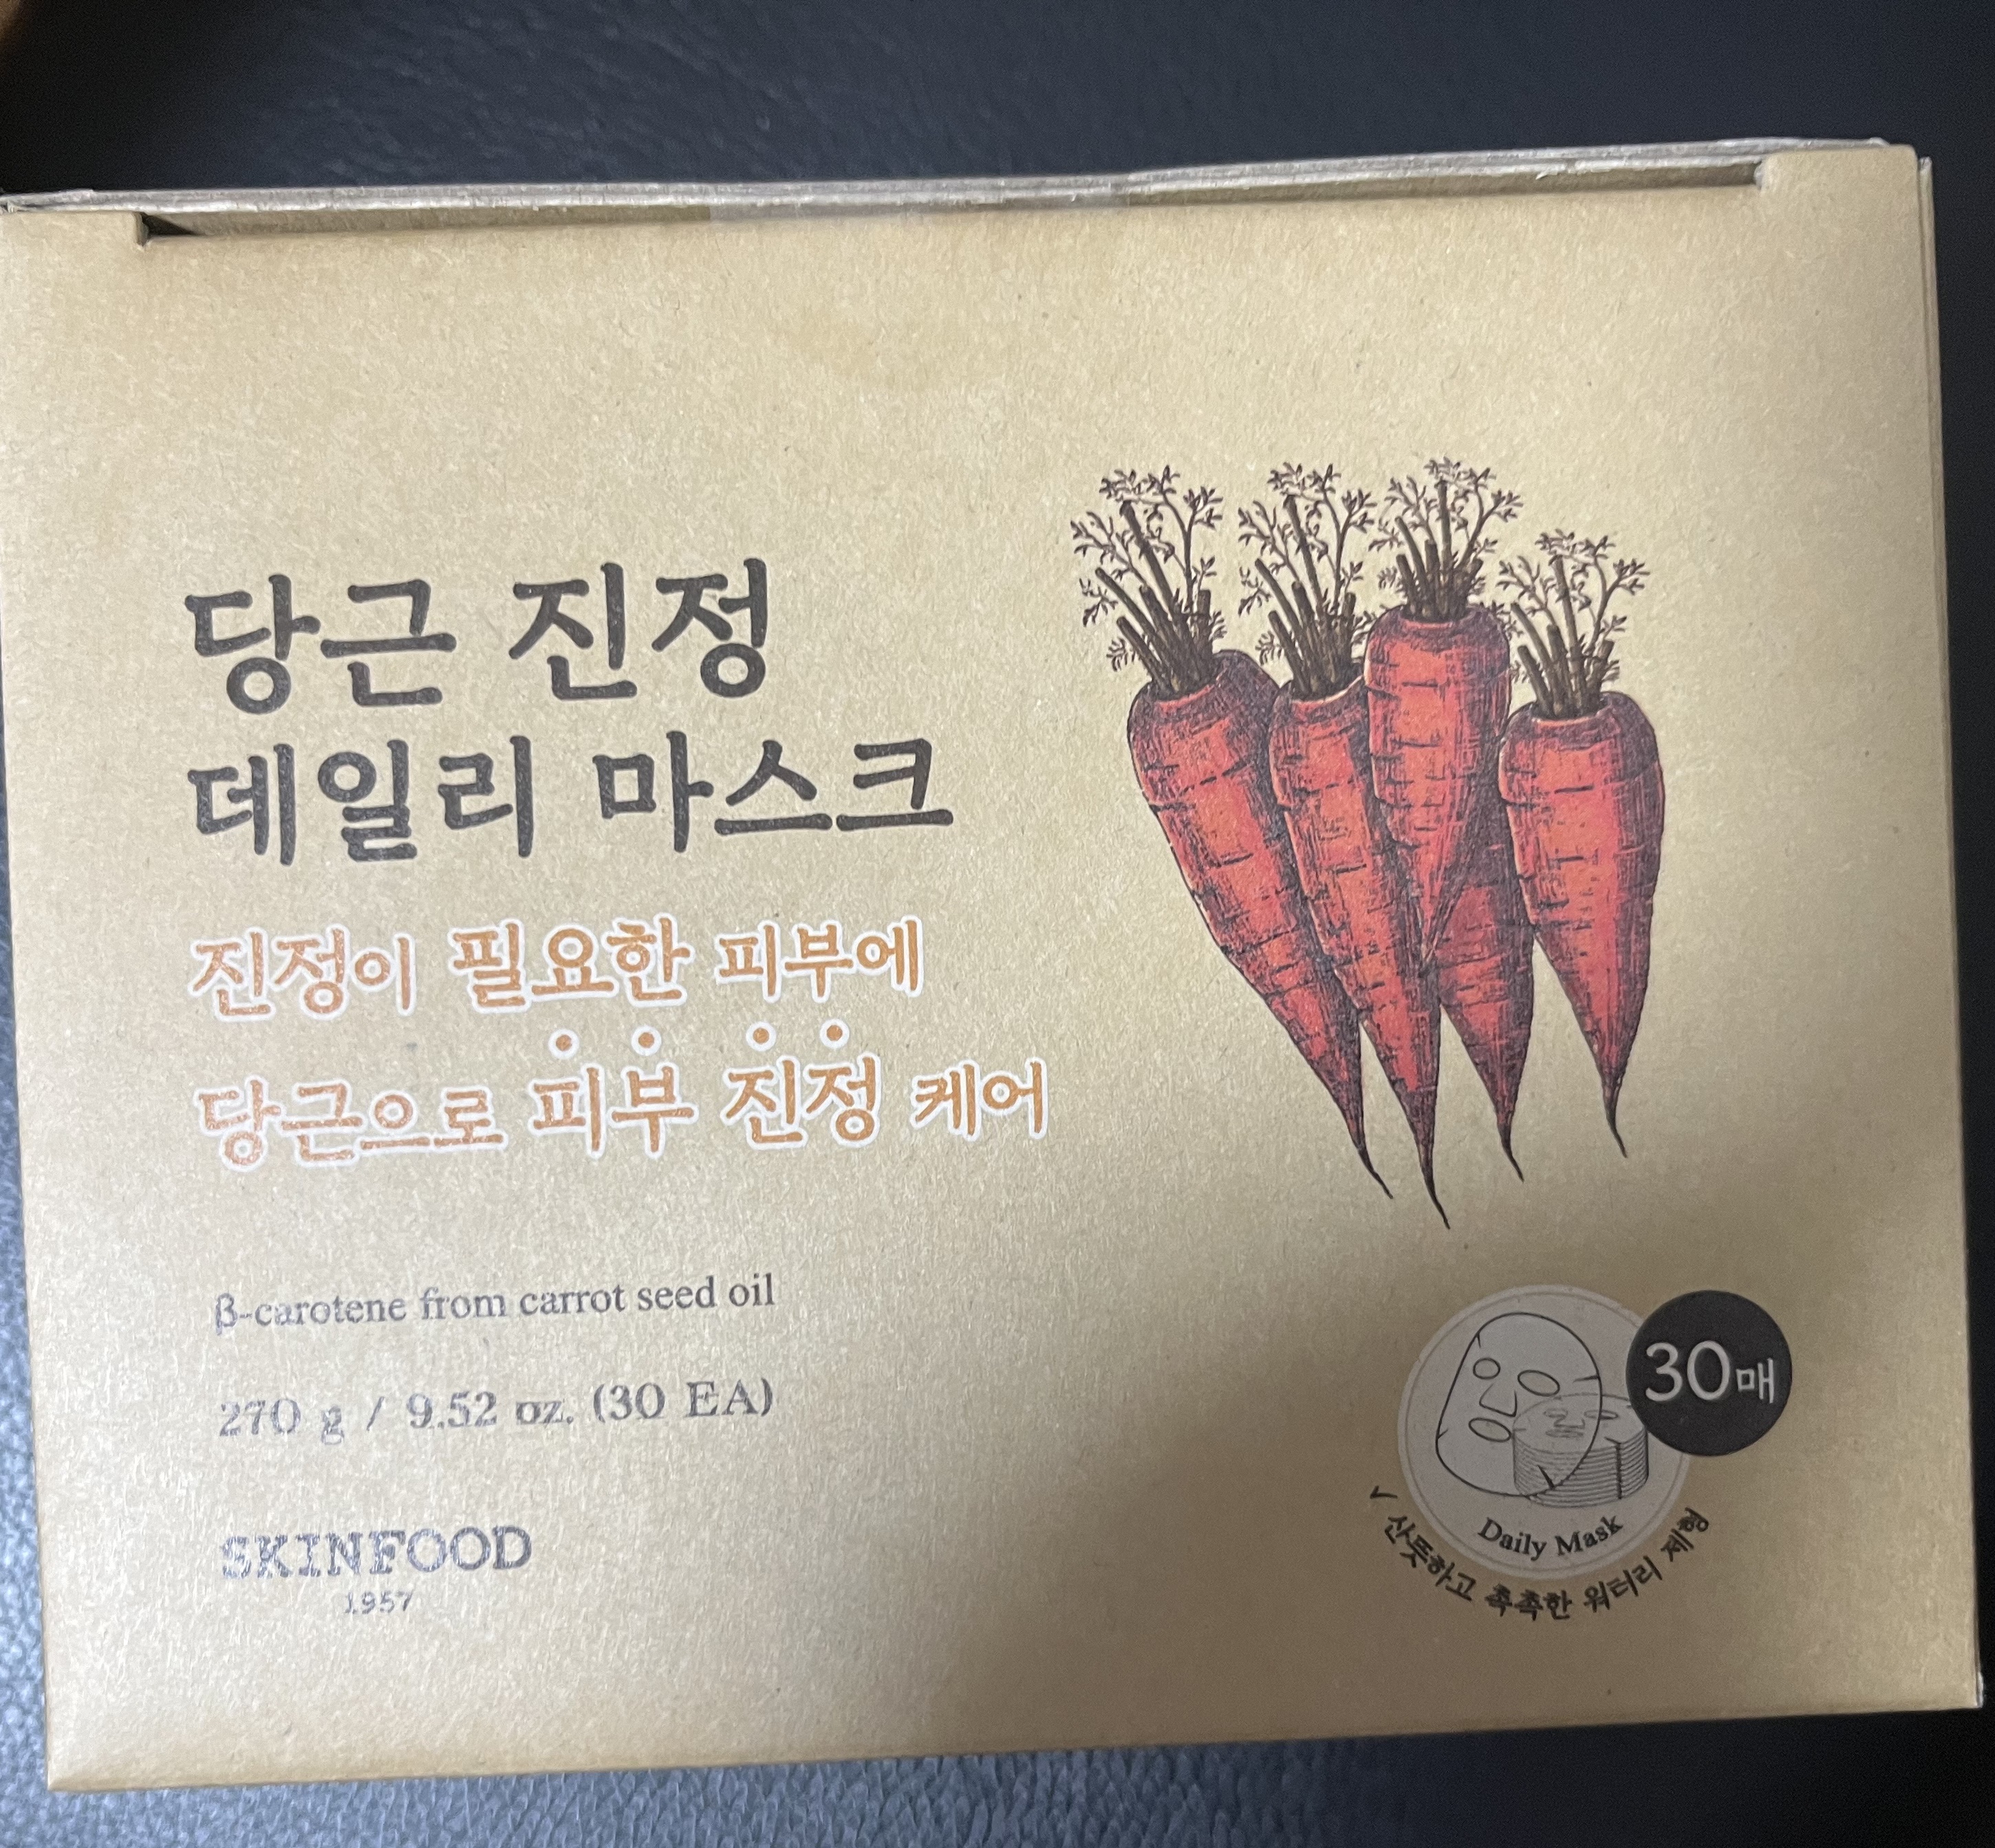 당근 진정
데일리 마스크
진정이 필요한 피부에
당근으로 피부 진정 케어
β-carotene from carrot seed oil
270 g / 9.52 oz. (30 EA)
SKINFOOD
1957
30매
Daily Mask
✓ 산뜻하고 촉촉한 워터리 제형